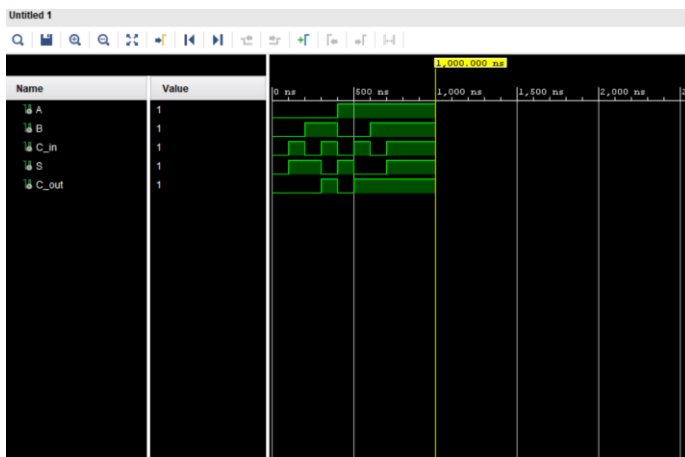 Untitled 1
1,000.000 ns
Name Value
0 ns 500 ns 1,000 ns 1,500 ns 2,000 ns
A 1
B 1
C_in 1
S 1
C_out 1